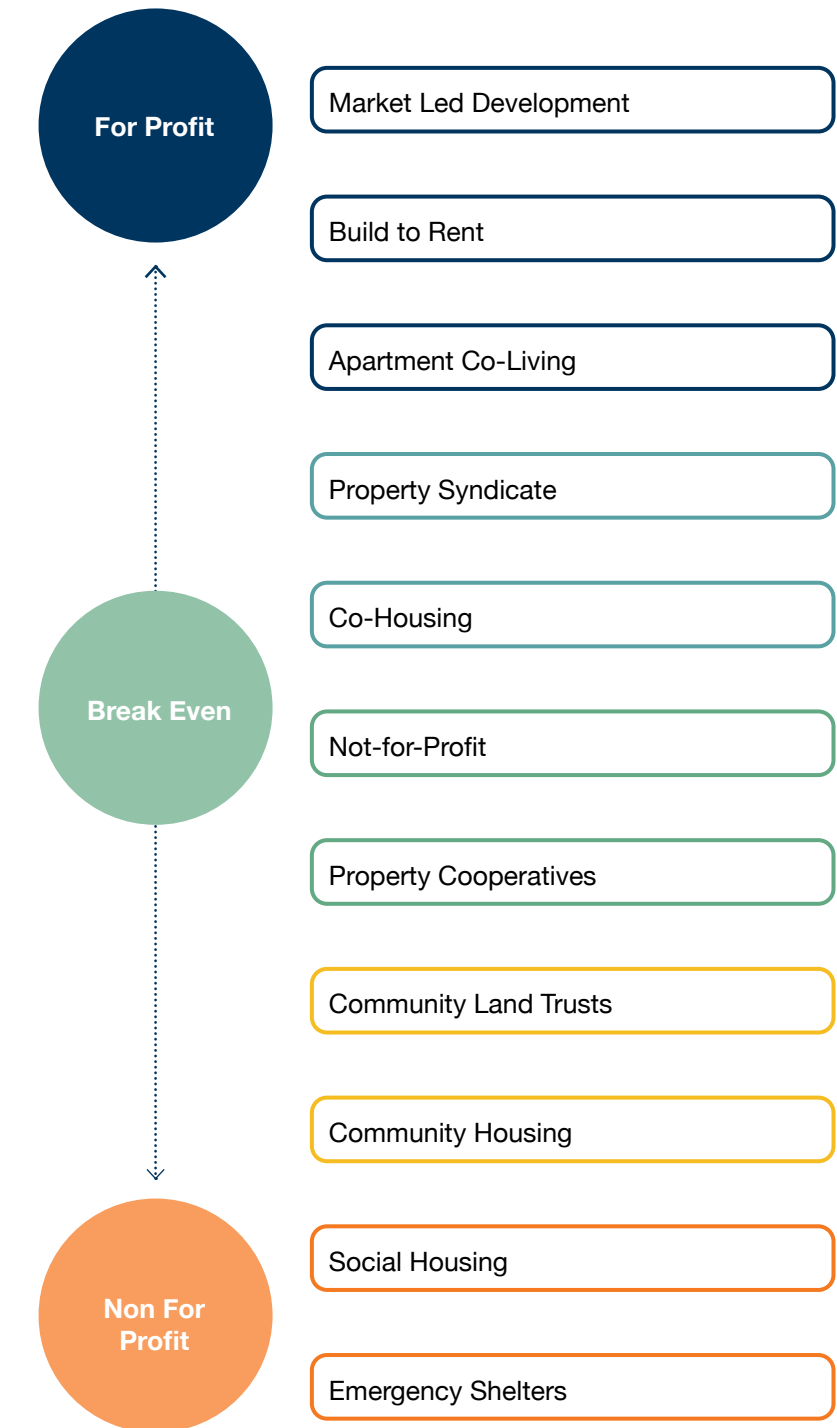 For Profit
Market Led Development
Build to Rent
Apartment Co-Living
Property Syndicate
Co-Housing
Break Even
Not-for-Profit
Property Cooperatives
Community Land Trusts
Community Housing
Social Housing
Non For
Profit
Emergency Shelters